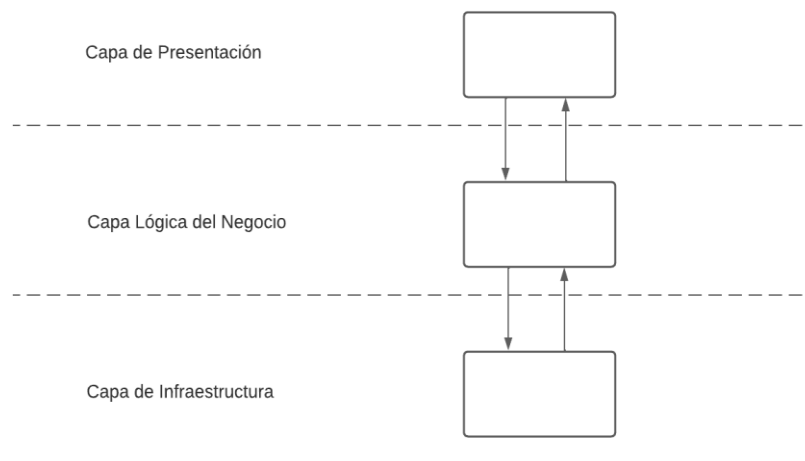 Capa de Presentación
Capa Lógica del Negocio
Capa de Infraestructura